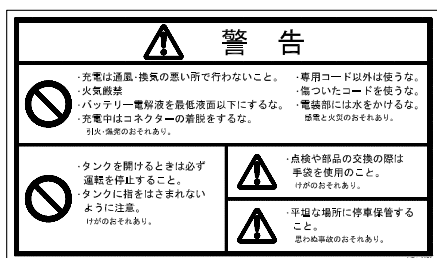 警告
・充電は通風・換気の悪い所で行わないこと。
・火気厳禁
・バッテリー電解液を最低液面以下にするな。
・充電中はコネクターの着脱をするな。
引火・爆発のおそれあり。
・専用コード以外は使うな。
・傷ついたコードを使うな。
・電装部には水をかけるな。
感電と火災のおそれあり。
・タンクを開けるときは必ず
運転を停止すること。
・タンクに指をはさまれない
ように注意。
けがのおそれあり。
・点検や部品の交換の際は
手袋を使用のこと。
けがのおそれあり。
・平坦な場所に停車保管する
こと。
思わぬ事故のおそれあり。